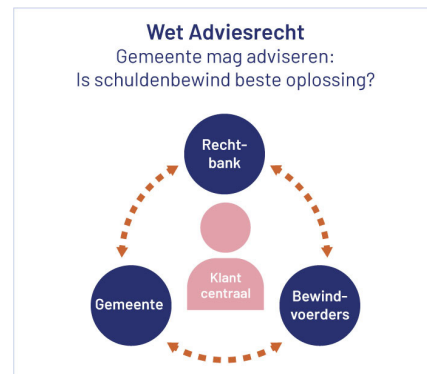 Wet Adviesrecht
Gemeente mag adviseren:
Is schuldenbewind beste oplossing?
Recht-
bank
Klant
centraal
Gemeente
Bewind-
voerders